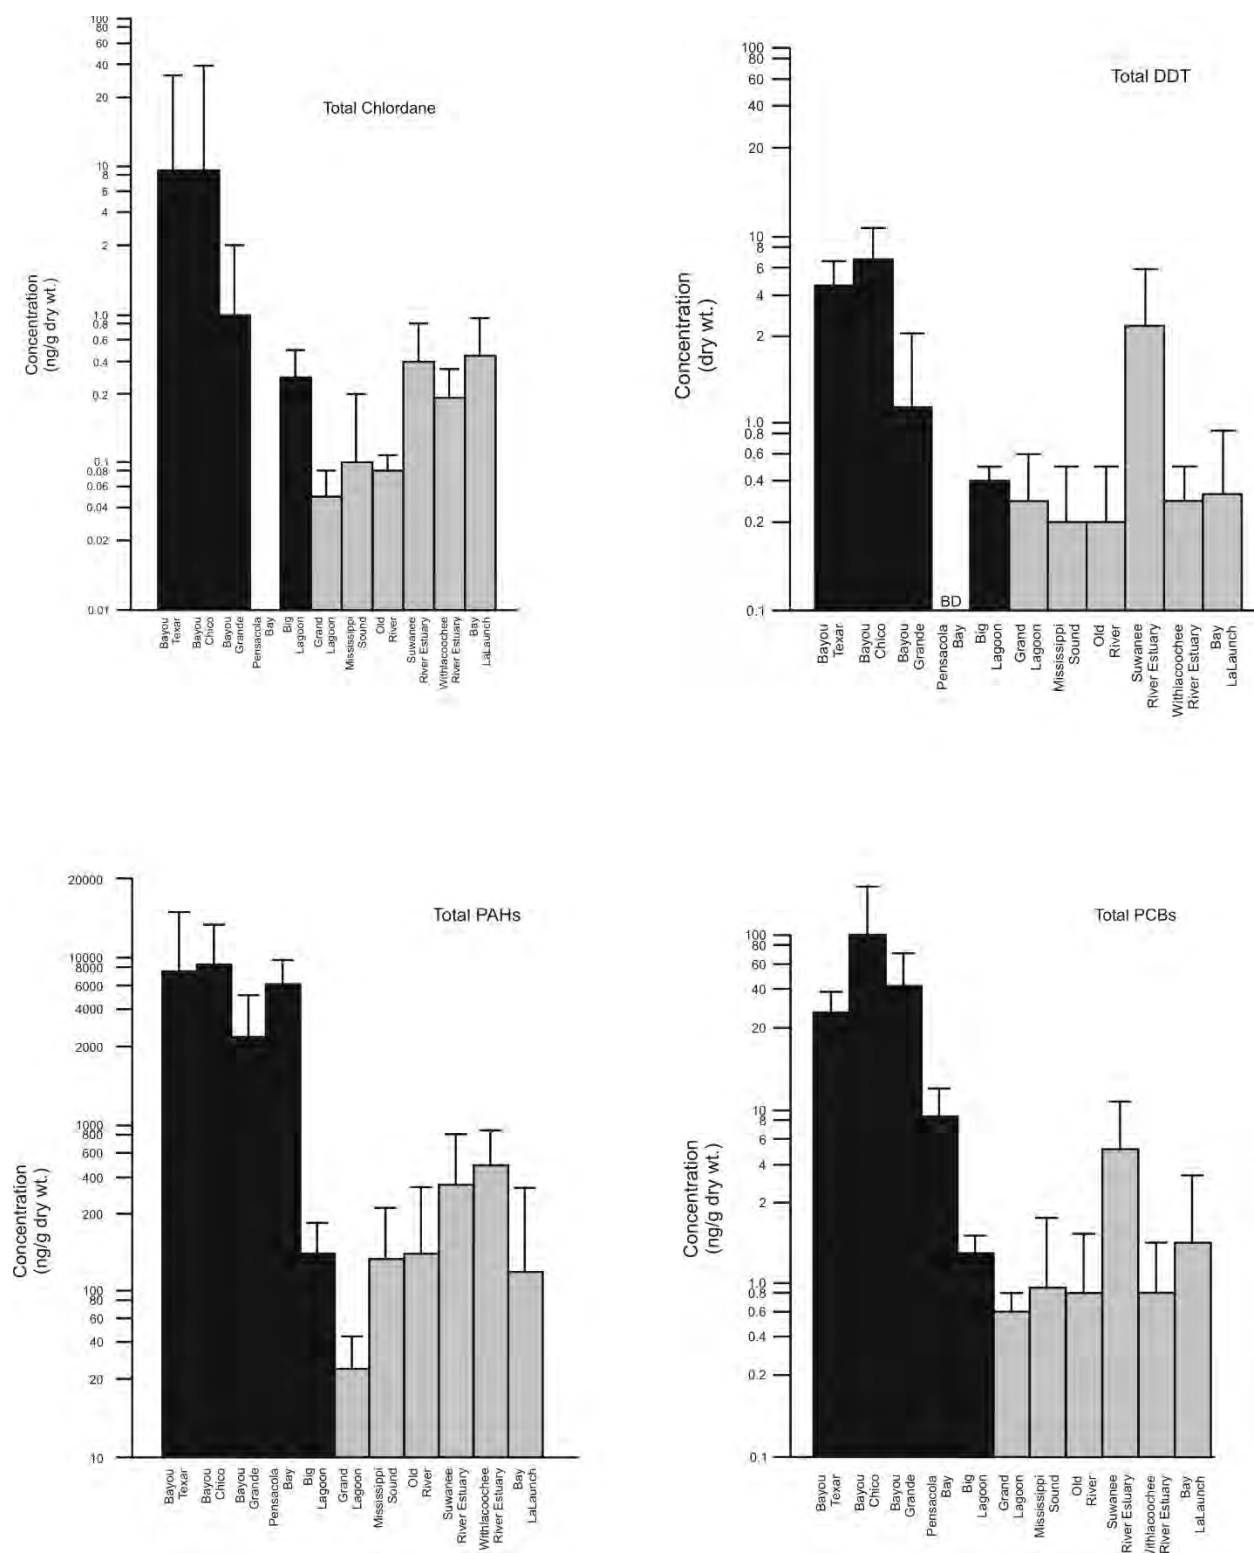 Total Chlordane
100
80
60
40
20
10
8
6
4
2
1.0
0.8
0.6
0.4
0.2
0.1
0.08
0.06
0.04
0.02
0.01
Concentration
(ng/g dry wt.)
Bayou
Texar
Bayou
Chico
Bayou
Grande
Pensacola
Bay
Big
Lagoon
Grand
Lagoon
Mississippi
Sound
Old
River
Suwanee
River Estuary
Withlacoochee
River Estuary
Bay
LaLaunch
Total DDT
100
80
60
40
20
10
8
6
4
2
1.0
0.8
0.6
0.4
0.2
0.1
Concentration
(dry wt.)
BD
Bayou
Texar
Bayou
Chico
Bayou
Grande
Pensacola
Bay
Big
Lagoon
Grand
Lagoon
Mississippi
Sound
Old
River
Suwanee
River Estuary
Withlacoochee
River Estuary
Bay
LaLaunch
Total PAHs
20000
10000
8000
6000
4000
2000
1000
800
600
400
200
100
80
60
40
20
10
Concentration
(ng/g dry wt.)
Bayou
Texar
Bayou
Chico
Bayou
Grande
Pensacola
Bay
Big
Lagoon
Grand
Lagoon
Mississippi
Sound
Old
River
Suwanee
River Estuary
Withlacoochee
River Estuary
Bay
LaLaunch
Total PCBs
100
80
60
40
20
10
8
6
4
2
1.0
0.8
0.6
0.4
0.2
0.1
Concentration
(ng/g dry wt.)
Bayou
Texar
Bayou
Chico
Bayou
Grande
Pensacola
Bay
Big
Lagoon
Grand
Lagoon
Mississippi
Sound
Old
River
Suwanee
River Estuary
Withlacoochee
River Estuary
Bay
LaLaunch